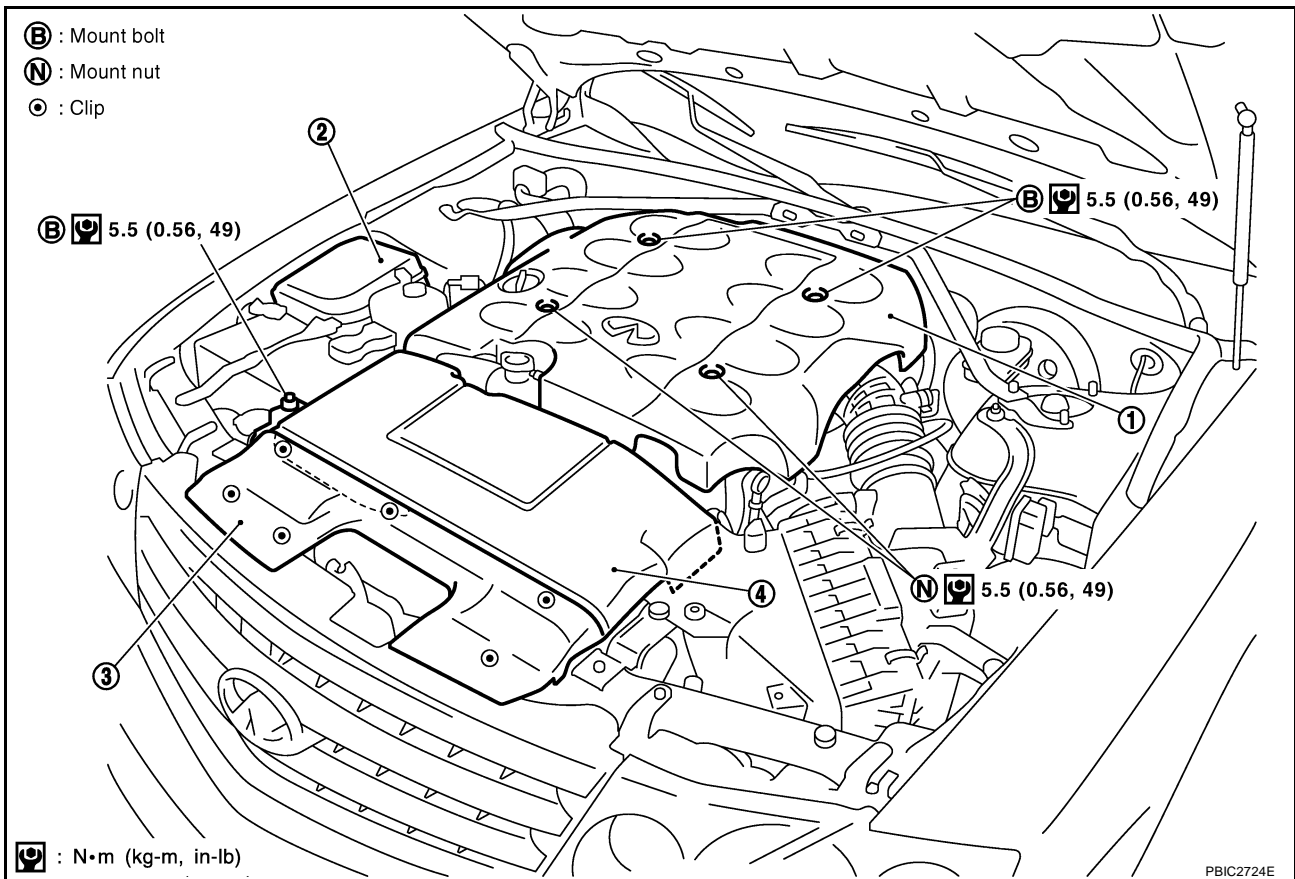 B : Mount bolt
N : Mount nut
: Clip
2
B 5.5 (0.56, 49)
B 5.5 (0.56, 49)
1
N 5.5 (0.56, 49)
4
3
: N•m (kg-m, in-lb)
PBIC2724E